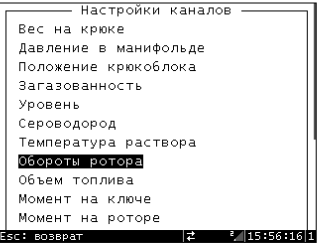 Настройки каналов
Вес на крюке
Давление в манифольде
Положение крюкоблока
Загазованность
Уровень
Сероводород
Температура раствора
Обороты ротора
Объем топлива
Момент на ключе
Момент на роторе
Esc: возврат 15:56:16 1